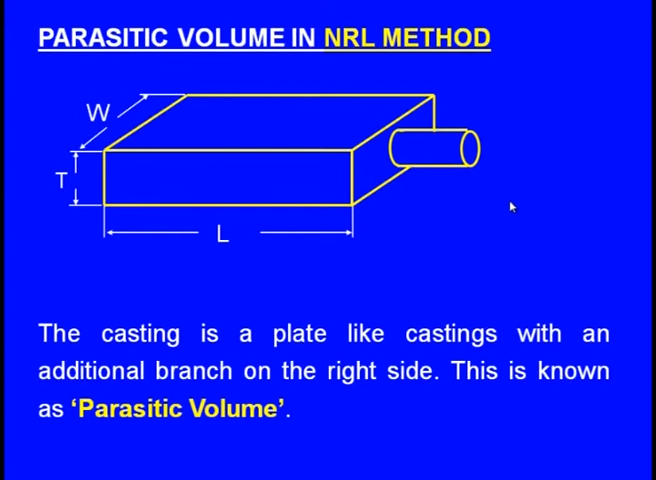 PARASITIC VOLUME IN NRL METHOD
W
T
L
The casting is a plate like castings with an
additional branch on the right side. This is known
as ‘Parasitic Volume’.